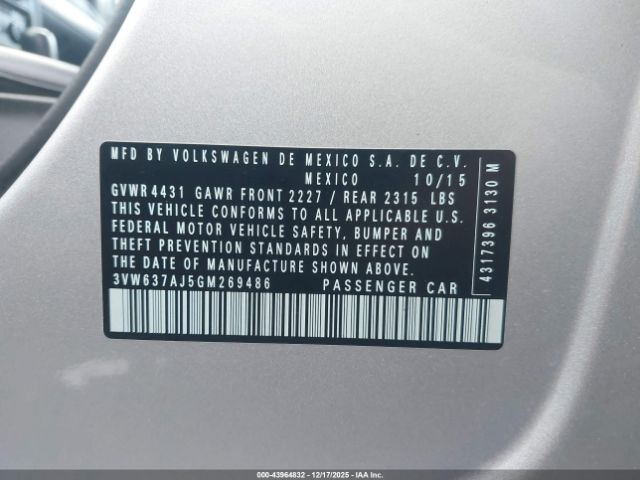 MFD BY VOLKSWAGEN DE MEXICO S.A. DE C.V.
MEXICO 10/15
GVWR 4431 GAWR FRONT 2227 / REAR 2315 LBS
THIS VEHICLE CONFORMS TO ALL APPLICABLE U.S.
FEDERAL MOTOR VEHICLE SAFETY, BUMPER AND
THEFT PREVENTION STANDARDS IN EFFECT ON
THE DATE OF MANUFACTURE SHOWN ABOVE.
3VW637AJ5GM269486 PASSENGER CAR
4317396 3130 M
000-43964832 - 12/17/2025 - IAA